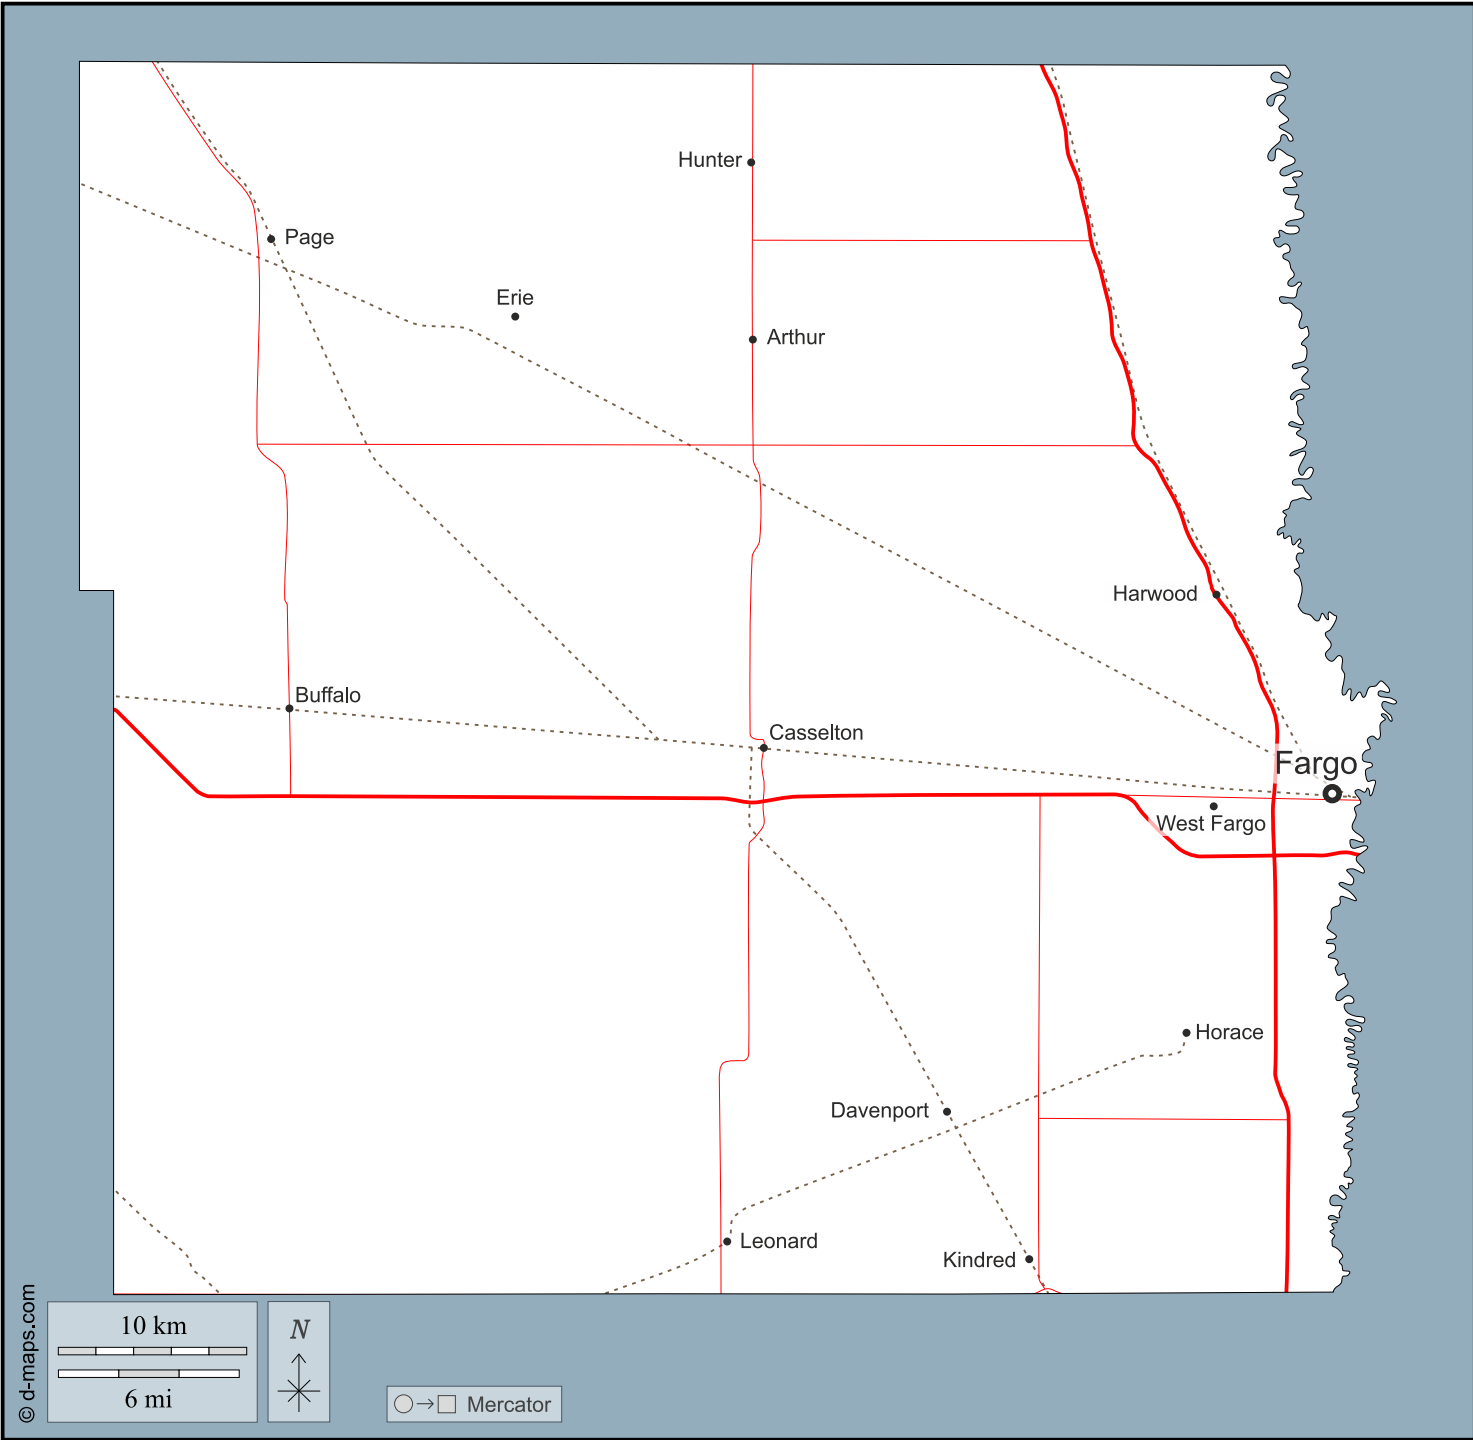 Hunter
Page
Erie
Arthur
Harwood
Buffalo
Casselton
Fargo
West Fargo
Horace
Davenport
Leonard
Kindred
© d-maps.com
10 km
6 mi
N
Mercator